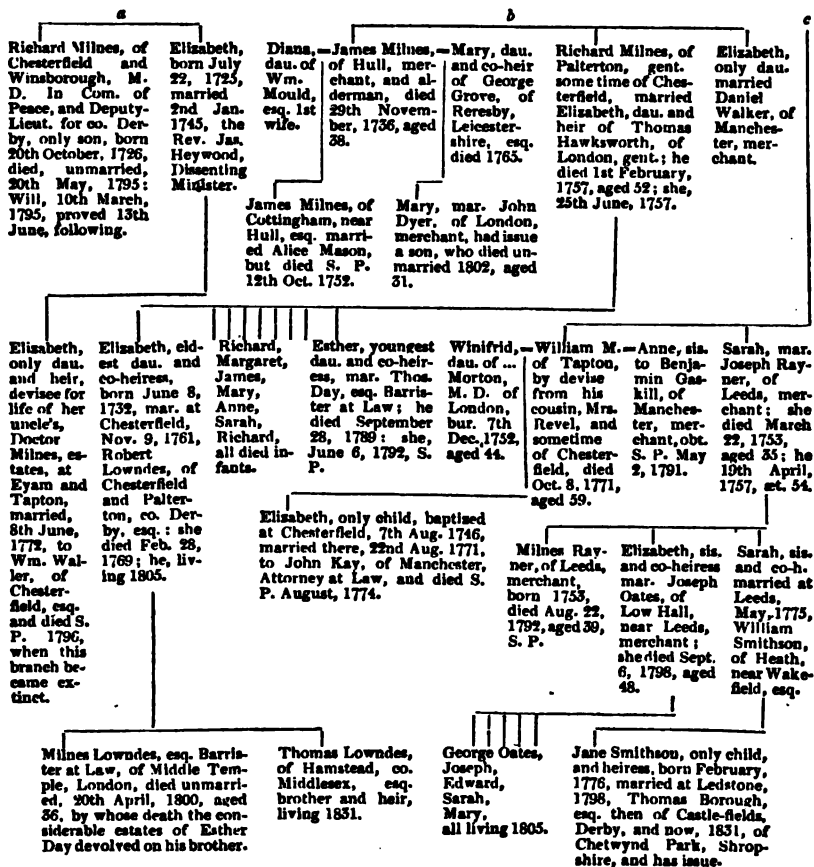 a
b
c
Richard Milnes, of
Chesterfield and
Winsborough, M.
D. In Com. of
Peace, and Deputy-
Lieut. for co. Der-
by, only son, born
20th October, 1726,
died, unmarried,
20th May, 1795:
Will, 10th March,
1795, proved 13th
June, following.
Elizabeth,
born July
22, 1725,
married
2nd Jan.
1745, the
Rev. Jas.
Heywood,
Dissenting
Minister.
Diana,
dau. of
Wm.
Mould,
esq. 1st
wife.
=James Milnes,=
of Hull, mer-
chant, and al-
derman, died
29th Novem-
ber, 1736, aged
38.
Mary, dau.
and co-heir
of George
Grove, of
Reresby,
Leicester-
shire, esq.
died 1765.
Richard Milnes, of
Palterton, gent.
some time of Ches-
terfield, married
Elizabeth, dau. and
heir of Thomas
Hawksworth, of
London, gent.; he
died 1st February,
1757, aged 52; she,
25th June, 1757.
Elizabeth,
only dau.
married
Daniel
Walker, of
Manches-
ter, mer-
chant.
James Milnes, of
Cottingham, near
Hull, esq. marri-
ed Alice Mason,
but died S. P.
12th Oct. 1752.
Mary, mar. John
Dyer, of London,
merchant, had issue
a son, who died un-
married 1802, aged
31.
Elizabeth,
only dau.
and heir,
devisee for
life of her
uncle's,
Doctor
Milnes, es-
tates, at
Eyam and
Tapton,
married,
8th June,
1772, to
Wm. Wal-
ler, of
Chester-
field, esq.
and died S.
P. 1796,
when this
branch be-
came ex-
tinct.
Elizabeth, eld-
est dau. and
co-heiress,
born June 8,
1732, mar. at
Chesterfield,
Nov. 9, 1761,
Robert
Lowndes, of
Chesterfield
and Palter-
ton, co. Der-
by, esq.: she
died Feb. 28,
1769; he, liv-
ing 1805.
Richard,
Margaret,
James,
Mary,
Anne,
Sarah,
Richard,
all died in-
fants.
Esther, youngest
dau. and co-heir-
ess, mar. Thos.
Day, esq. Barris-
ter at Law; he
died September
28, 1789: she,
June 6, 1792, S.
P.
Winifrid,
dau. of ...
Morton,
M. D. of
London,
bur. 7th
Dec. 1752,
aged 44.
=William M.=
of Tapton,
by devise
from his
cousin, Mrs.
Revel, and
sometime
of Chester-
field, died
Oct. 8. 1771,
aged 59.
Anne, sis.
to Benja-
min Gas-
kill, of
Manches-
ter, mer-
chant, obt.
S. P. May
2, 1791.
Sarah, mar.
Joseph Ray-
ner, of
Leeds, mer-
chant; she
died March
22, 1753,
aged 35; he
19th April,
1757, æt. 54.
Elizabeth, only child, baptised
at Chesterfield, 7th Aug. 1746,
married there, 22nd Aug. 1771,
to John Kay, of Manchester,
Attorney at Law, and died S.
P. August, 1774.
Milnes Ray-
ner, of Leeds,
merchant,
born 1753,
died Aug. 22,
1792, aged 39,
S. P.
Elizabeth, sis.
and co-heiress
mar. Joseph
Oates, of
Low Hall,
near Leeds,
merchant;
she died Sept.
6, 1798, aged
48.
Sarah, sis.
and co-h.
married at
Leeds,
May, 1775,
William
Smithson,
of Heath,
near Wake-
field, esq.
Milnes Lowndes, esq. Barris-
ter at Law, of Middle Tem-
ple, London, died unmarri-
ed, 20th April, 1800, aged
36, by whose death the con-
siderable estates of Esther
Day devolved on his brother.
Thomas Lowndes,
of Hamstead, co.
Middlesex, esq.
brother and heir,
living 1831.
George Oates,
Joseph,
Edward,
Sarah,
Mary,
all living 1805.
Jane Smithson, only child,
and heiress, born February,
1776, married at Ledstone,
1798, Thomas Borough,
esq. then of Castle-fields,
Derby, and now, 1831, of
Chetwynd Park, Shrop-
shire, and has issue.